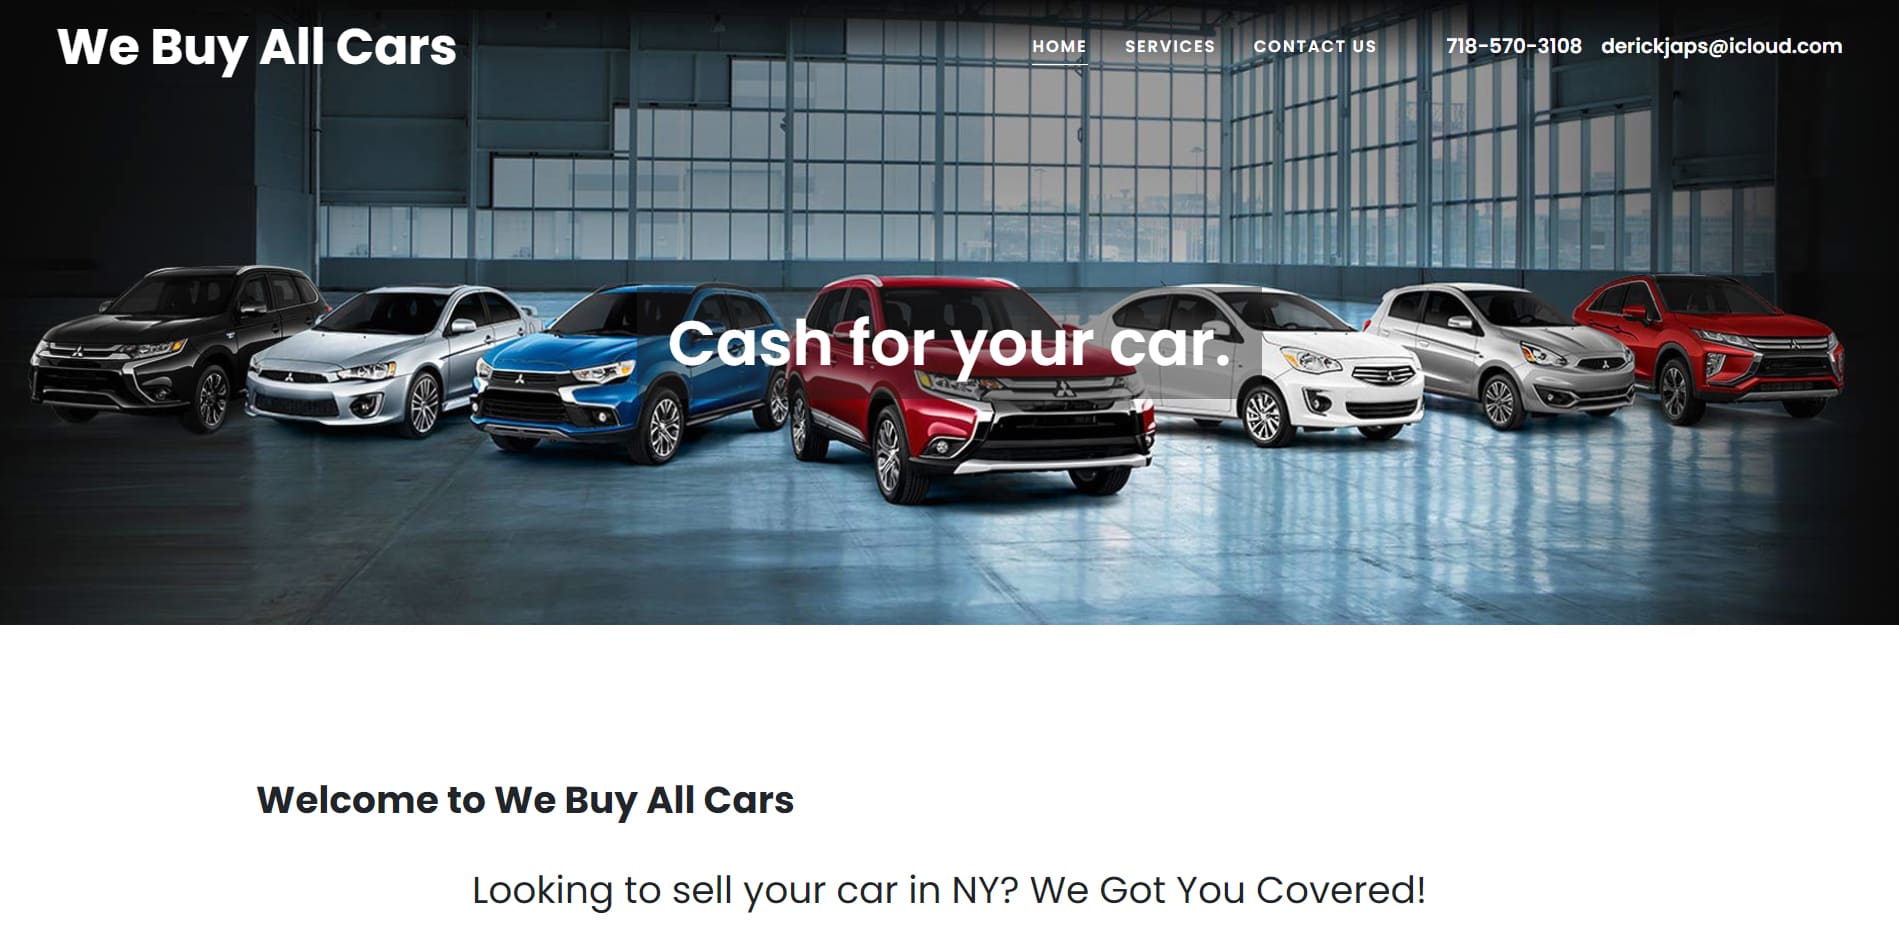 We Buy All Cars
HOME SERVICES CONTACT US 718-570-3108 derickjaps@icloud.com
Cash for your car.
Welcome to We Buy All Cars
Looking to sell your car in NY? We Got You Covered!